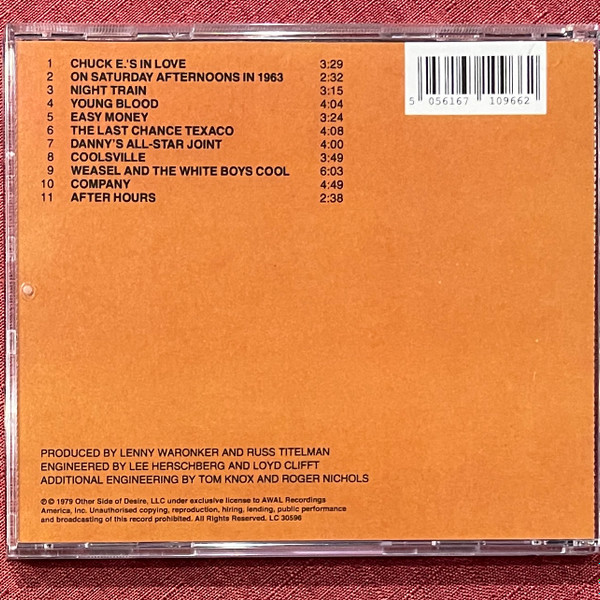 1 CHUCK E.'S IN LOVE 3:29
2 ON SATURDAY AFTERNOONS IN 1963 2:32
3 NIGHT TRAIN 3:15
4 YOUNG BLOOD 4:04
5 EASY MONEY 3:24
6 THE LAST CHANCE TEXACO 4:08
7 DANNY'S ALL-STAR JOINT 4:00
8 COOLSVILLE 3:49
9 WEASEL AND THE WHITE BOYS COOL 6:03
10 COMPANY 4:49
11 AFTER HOURS 2:38
5 056167 109662
PRODUCED BY LENNY WARONKER AND RUSS TITELMAN
ENGINEERED BY LEE HERSCHBERG AND LOYD CLIFFT
ADDITIONAL ENGINEERING BY TOM KNOX AND ROGER NICHOLS
℗ © 1979 Other Side of Desire, LLC under exclusive license to AWAL Recordings
America, Inc. Unauthorised copying, reproduction, hiring, lending, public performance
and broadcasting of this record prohibited. All Rights Reserved, LC 30596